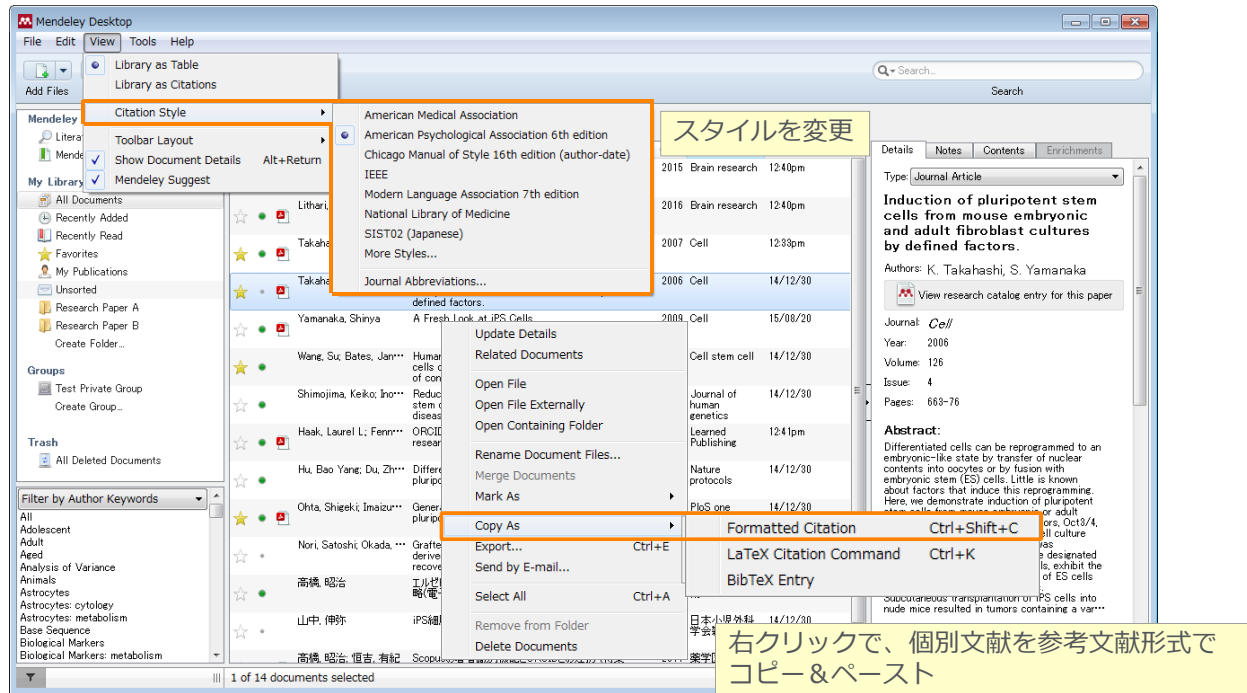 Mendeley Desktop
File Edit View Tools Help
Library as Table
Library as Citations
Search...
Add Files
Search
Citation Style
Toolbar Layout
Show Document Details Alt+Return
Mendeley Suggest
American Medical Association
American Psychological Association 6th edition
Chicago Manual of Style 16th edition (author-date)
IEEE
Modern Language Association 7th edition
National Library of Medicine
SIST02 (Japanese)
More Styles...
Journal Abbreviations...
スタイルを変更
Mendeley
My Library
All Documents
Recently Added
Recently Read
Favorites
My Publications
Unsorted
Research Paper A
Research Paper B
Create Folder...
Groups
Test Private Group
Create Group...
Trash
All Deleted Documents
Filter by Author Keywords
All
Adolescent
Adult
Aged
Analysis of Variance
Animals
Astrocytes
Astrocytes: cytology
Astrocytes: metabolism
Base Sequence
Biological Markers
Biological Markers: metabolism
2015 Brain research 12:40pm
Lithari, 2016 Brain research 12:40pm
2007 Cell 12:33pm
2006 Cell 14/12/30
defined factors.
Yamanaka, Shinya A Fresh Look at iPS Cells 2009 Cell 15/08/20
Wang, Su; Bates, Jan··· Cell stem cell 14/12/30
of con
Shimojima, Keiko; Ino··· Journal of human genetics 14/12/30
Haak, Laurel L; Fenn··· ORCID Learned Publishing 12:41pm
Hu, Bao Yang; Du, Zh··· Nature protocols 14/12/30
Ohta, Shigeki; Imaizu··· PloS one 14/12/30
Nori, Satoshi; Okada, ···
高橋, 昭治
山中, 伸弥 14/12/30
高橋, 昭治; 恒吉, 有紀
Update Details
Related Documents
Open File
Open File Externally
Open Containing Folder
Rename Document Files...
Merge Documents
Mark As
Copy As
Export... Ctrl+E
Send by E-mail...
Select All Ctrl+A
Remove from Folder
Delete Documents
Formatted Citation Ctrl+Shift+C
LaTeX Citation Command Ctrl+K
BibTeX Entry
Details Notes Contents Enrichments
Type: Journal Article
Induction of pluripotent stem
cells from mouse embryonic
and adult fibroblast cultures
by defined factors.
Authors: K. Takahashi, S. Yamanaka
View research catalog entry for this paper
Journal: Cell
Year: 2006
Volume: 126
Issue: 4
Pages: 663-76
Abstract:
Differentiated cells can be reprogrammed to an
embryonic-like state by transfer of nuclear
contents into oocytes or by fusion with
embryonic stem (ES) cells. Little is known
about factors that induce this reprogramming.
Here, we demonstrate induction of pluripotent
Oct3/4,
culture
designated
exhibit the
of ES cells
nude mice resulted in tumors containing a var···
右クリックで、個別文献を参考文献形式で
コピー＆ペースト
1 of 14 documents selected